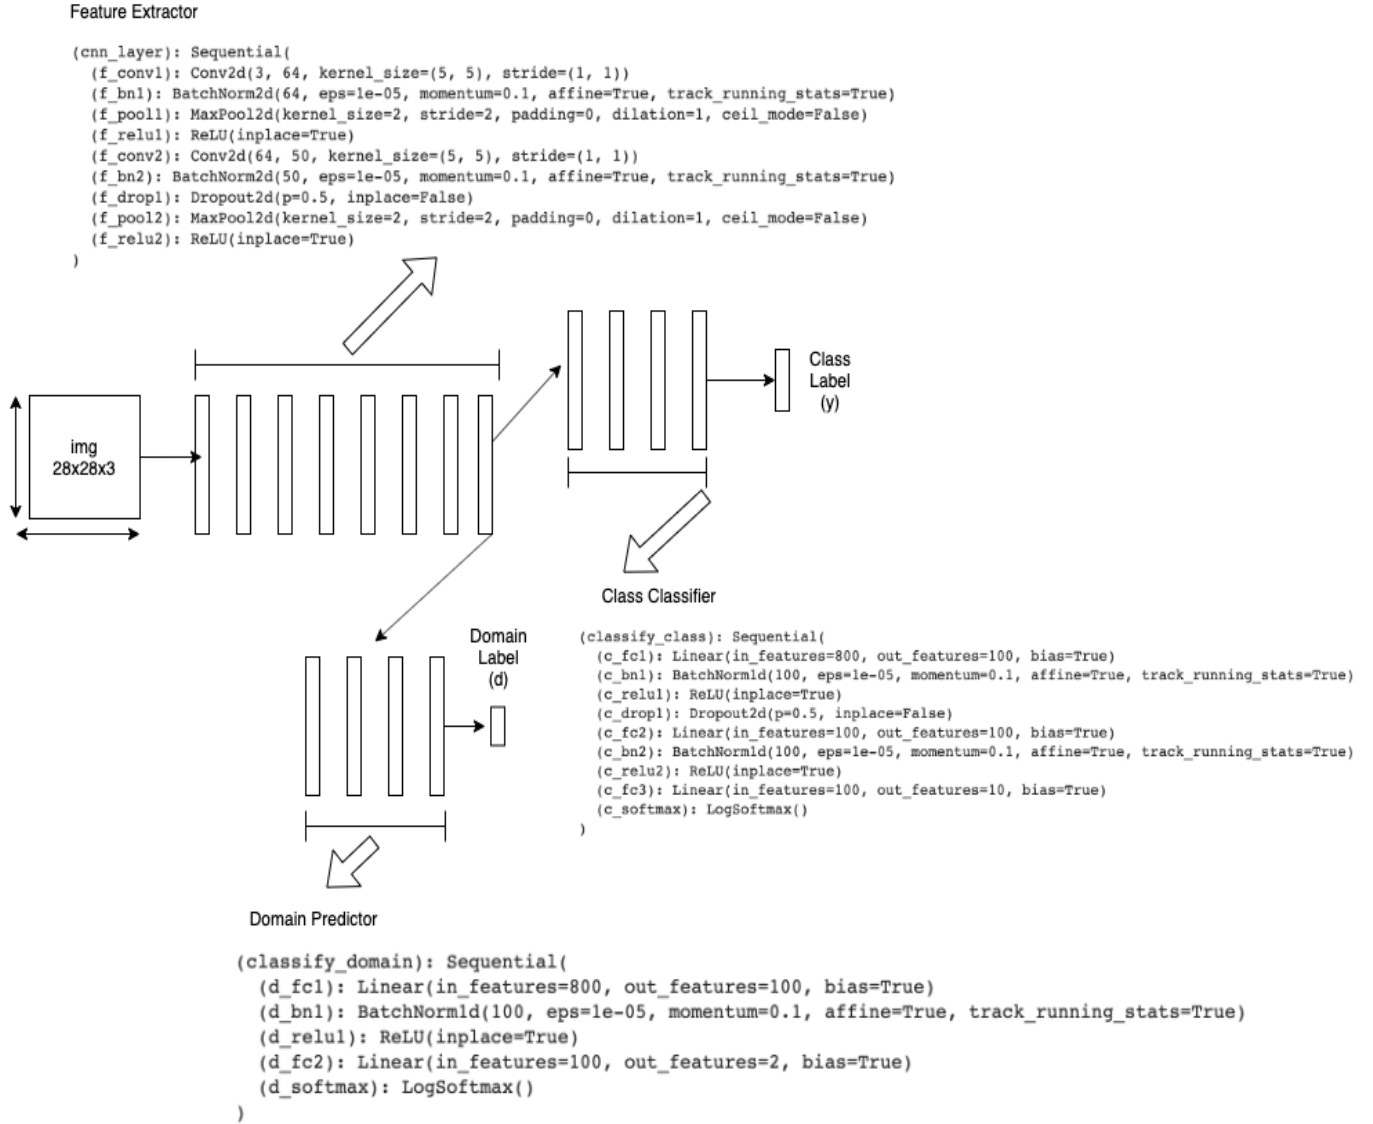 Feature Extractor
(cnn_layer): Sequential(
(f_conv1): Conv2d(3, 64, kernel_size=(5, 5), stride=(1, 1))
(f_bn1): BatchNorm2d(64, eps=1e-05, momentum=0.1, affine=True, track_running_stats=True)
(f_pool1): MaxPool2d(kernel_size=2, stride=2, padding=0, dilation=1, ceil_mode=False)
(f_relu1): ReLU(inplace=True)
(f_conv2): Conv2d(64, 50, kernel_size=(5, 5), stride=(1, 1))
(f_bn2): BatchNorm2d(50, eps=1e-05, momentum=0.1, affine=True, track_running_stats=True)
(f_drop1): Dropout2d(p=0.5, inplace=False)
(f_pool2): MaxPool2d(kernel_size=2, stride=2, padding=0, dilation=1, ceil_mode=False)
(f_relu2): ReLU(inplace=True)
)
img
28x28x3
Class
Label
(y)
Class Classifier
(classify_class): Sequential(
(c_fc1): Linear(in_features=800, out_features=100, bias=True)
(c_bn1): BatchNorm1d(100, eps=1e-05, momentum=0.1, affine=True, track_running_stats=True)
(c_relu1): ReLU(inplace=True)
(c_drop1): Dropout2d(p=0.5, inplace=False)
(c_fc2): Linear(in_features=100, out_features=100, bias=True)
(c_bn2): BatchNorm1d(100, eps=1e-05, momentum=0.1, affine=True, track_running_stats=True)
(c_relu2): ReLU(inplace=True)
(c_fc3): Linear(in_features=100, out_features=10, bias=True)
(c_softmax): LogSoftmax()
)
Domain
Label
(d)
Domain Predictor
(classify_domain): Sequential(
(d_fc1): Linear(in_features=800, out_features=100, bias=True)
(d_bn1): BatchNorm1d(100, eps=1e-05, momentum=0.1, affine=True, track_running_stats=True)
(d_relu1): ReLU(inplace=True)
(d_fc2): Linear(in_features=100, out_features=2, bias=True)
(d_softmax): LogSoftmax()
)